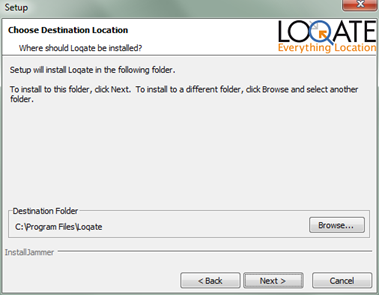 Setup
Choose Destination Location
Where should Loqate be installed?
LOQATE
Everything Location
Setup will install Loqate in the following folder.
To install to this folder, click Next. To install to a different folder, click Browse and select another
folder.
Destination Folder
C:\Program Files\Loqate
Browse...
InstallJammer
< Back
Next >
Cancel